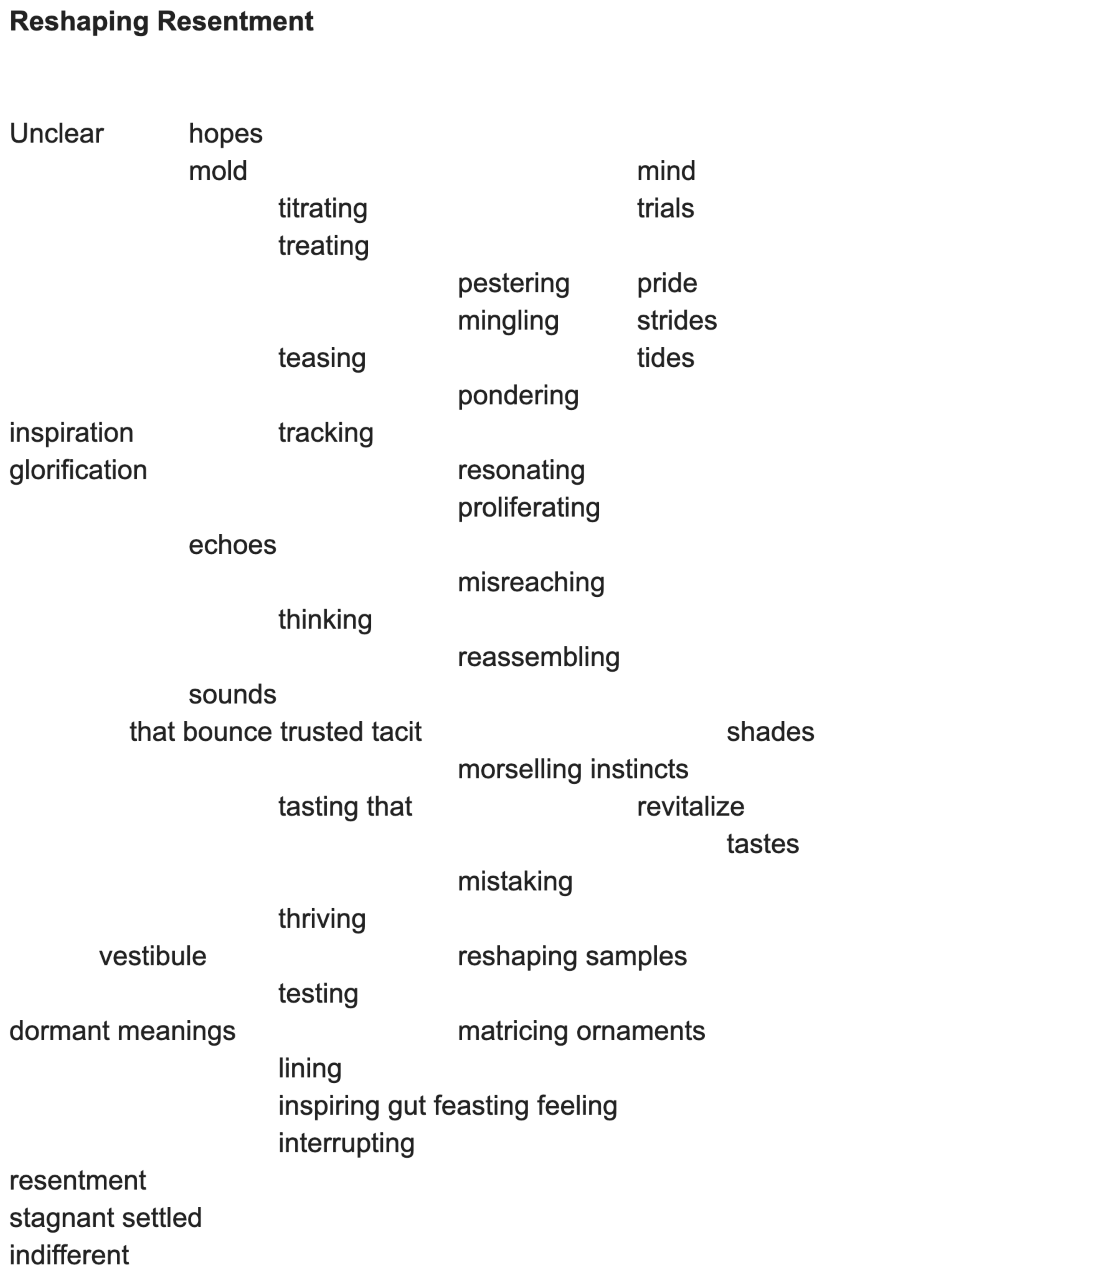 Reshaping Resentment
Unclear hopes
mold mind
titrating trials
treating
pestering pride
mingling strides
teasing tides
pondering
inspiration tracking
glorification resonating
proliferating
echoes
misreaching
thinking
reassembling
sounds
that bounce trusted tacit shades
morselling instincts
tasting that revitalize
tastes
mistaking
thriving
vestibule reshaping samples
testing
dormant meanings matricing ornaments
lining
inspiring gut feasting feeling
interrupting
resentment
stagnant settled
indifferent